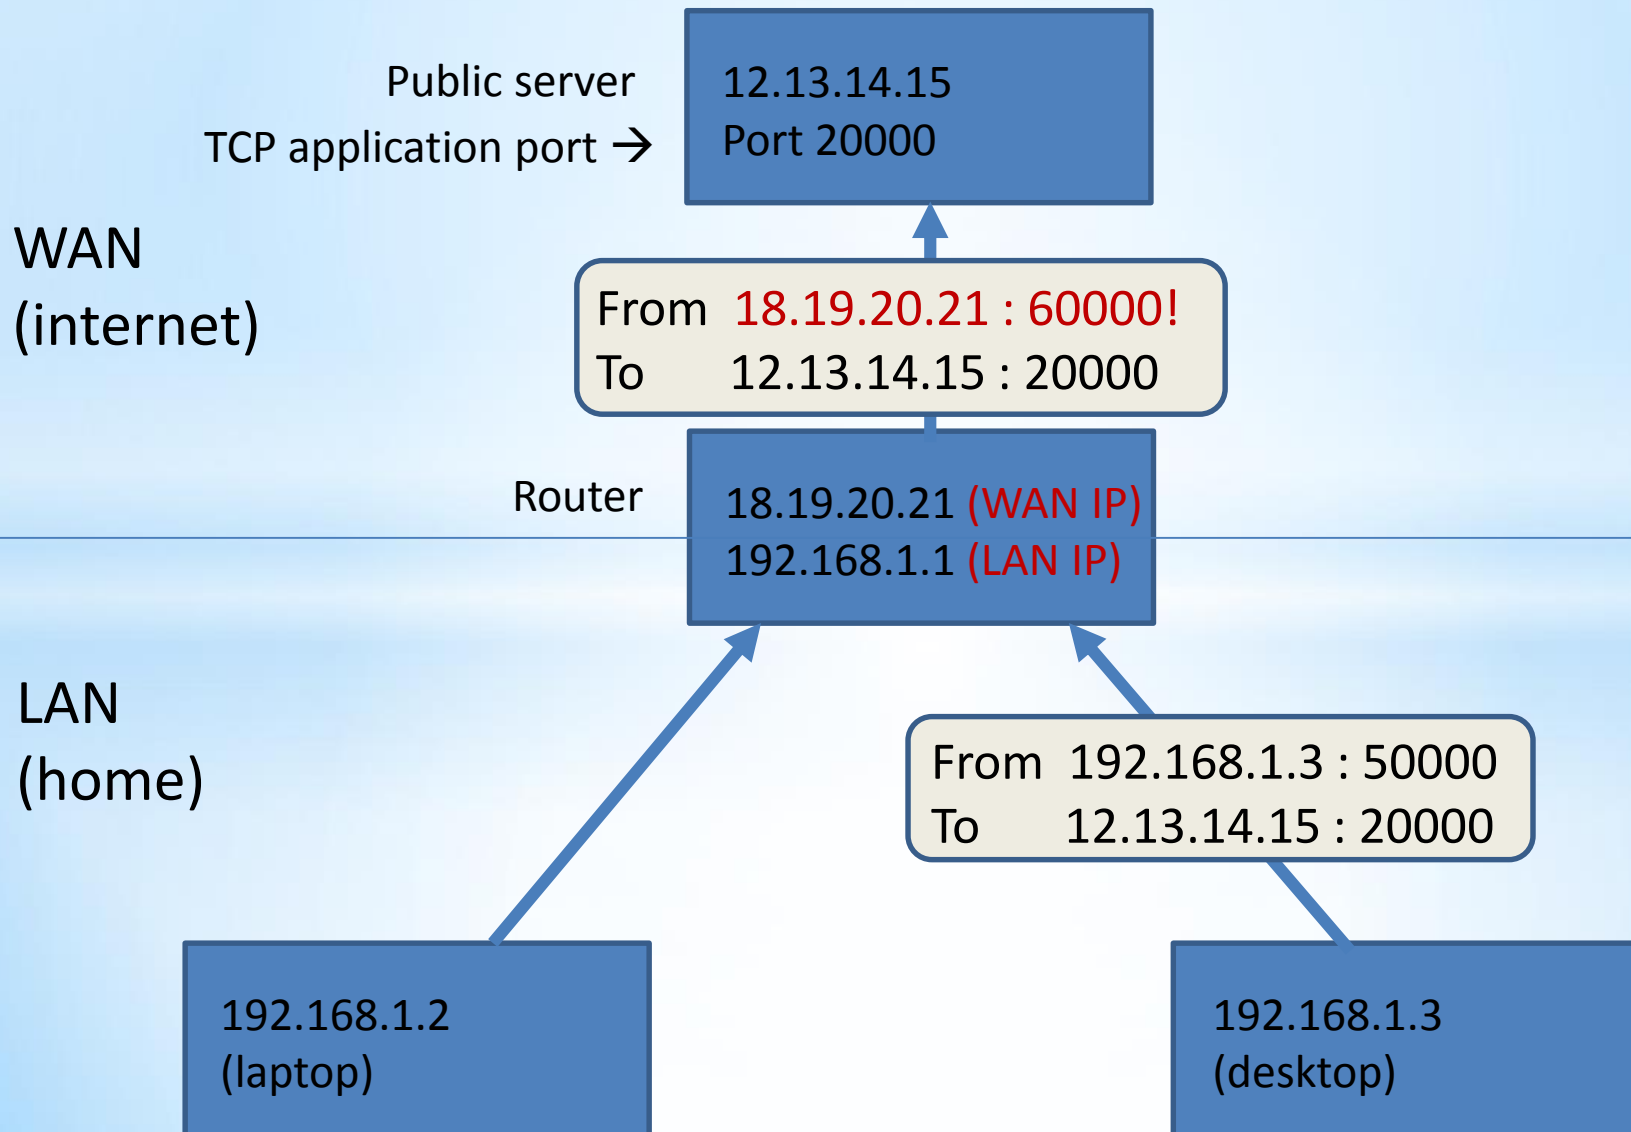 Public server
TCP application port →
12.13.14.15
Port 20000
WAN
(internet)
From 18.19.20.21 : 60000!
To 12.13.14.15 : 20000
Router
18.19.20.21 (WAN IP)
192.168.1.1 (LAN IP)
LAN
(home)
From 192.168.1.3 : 50000
To 12.13.14.15 : 20000
192.168.1.2
(laptop)
192.168.1.3
(desktop)